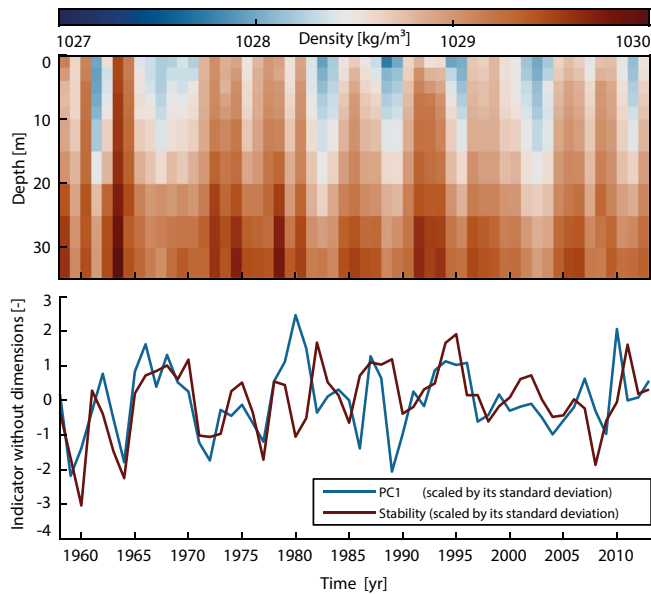 1027 1028 1029 1030
Density [kg/m³]
Depth [m]
0
10
20
30
Indicator without dimensions [-]
3
2
1
0
-1
-2
-3
-4
PC1 (scaled by its standard deviation)
Stability (scaled by its standard deviation)
1960 1965 1970 1975 1980 1985 1990 1995 2000 2005 2010
Time [yr]